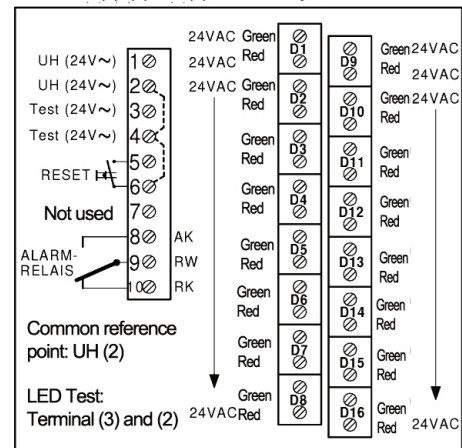 UH (24V~) 1
UH (24V~) 2
Test (24V~) 3
Test (24V~) 4
5
RESET
6
Not used 7
8 AK
ALARM-
RELAIS
9 RW
10 RK
Common reference
point: UH (2)
LED Test:
Terminal (3) and (2)
24VAC Green
D1
24VAC Red
24VAC Green
D2
Red
Green
D3
Red
Green
D4
Red
Green
D5
Red
Green
D6
Red
Green
D7
Red
Green
D8
24VAC Red
Green 24VAC
D9
Red 24VAC
Green 24VAC
D10
Red
Green
D11
Red
Green
D12
Red
Green
D13
Red
Green
D14
Red
Green
D15
Red
Green
D16
Red 24VAC